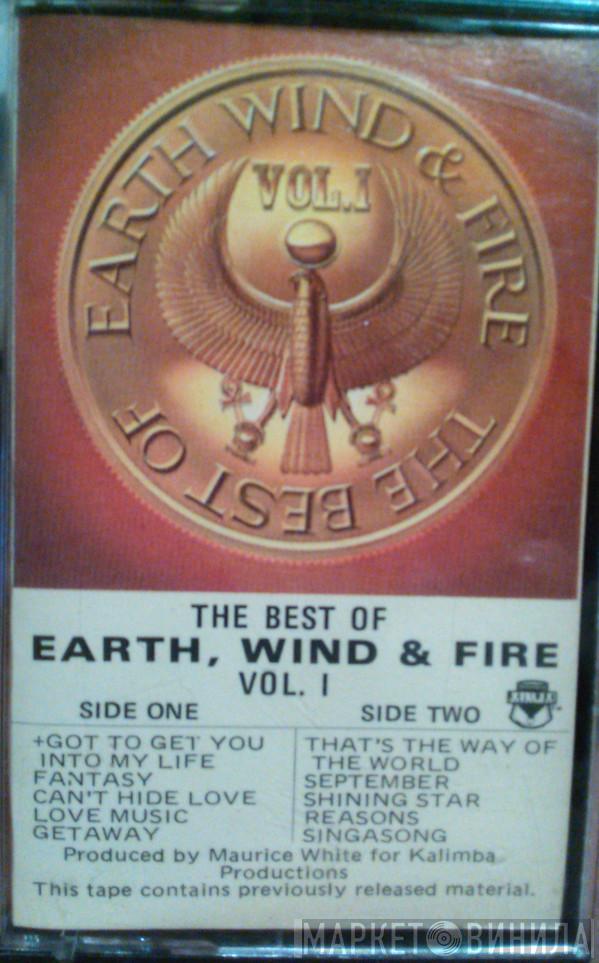 EARTH WIND & FIRE
VOL.I
THE BEST OF
THE BEST OF
EARTH, WIND & FIRE
VOL. I
SIDE ONE
+GOT TO GET YOU
INTO MY LIFE
FANTASY
CAN'T HIDE LOVE
LOVE MUSIC
GETAWAY
SIDE TWO
THAT'S THE WAY OF
THE WORLD
SEPTEMBER
SHINING STAR
REASONS
SINGASONG
Produced by Maurice White for Kalimba
Productions
This tape contains previously released material.
МАРКЕТ ВИНИЛА